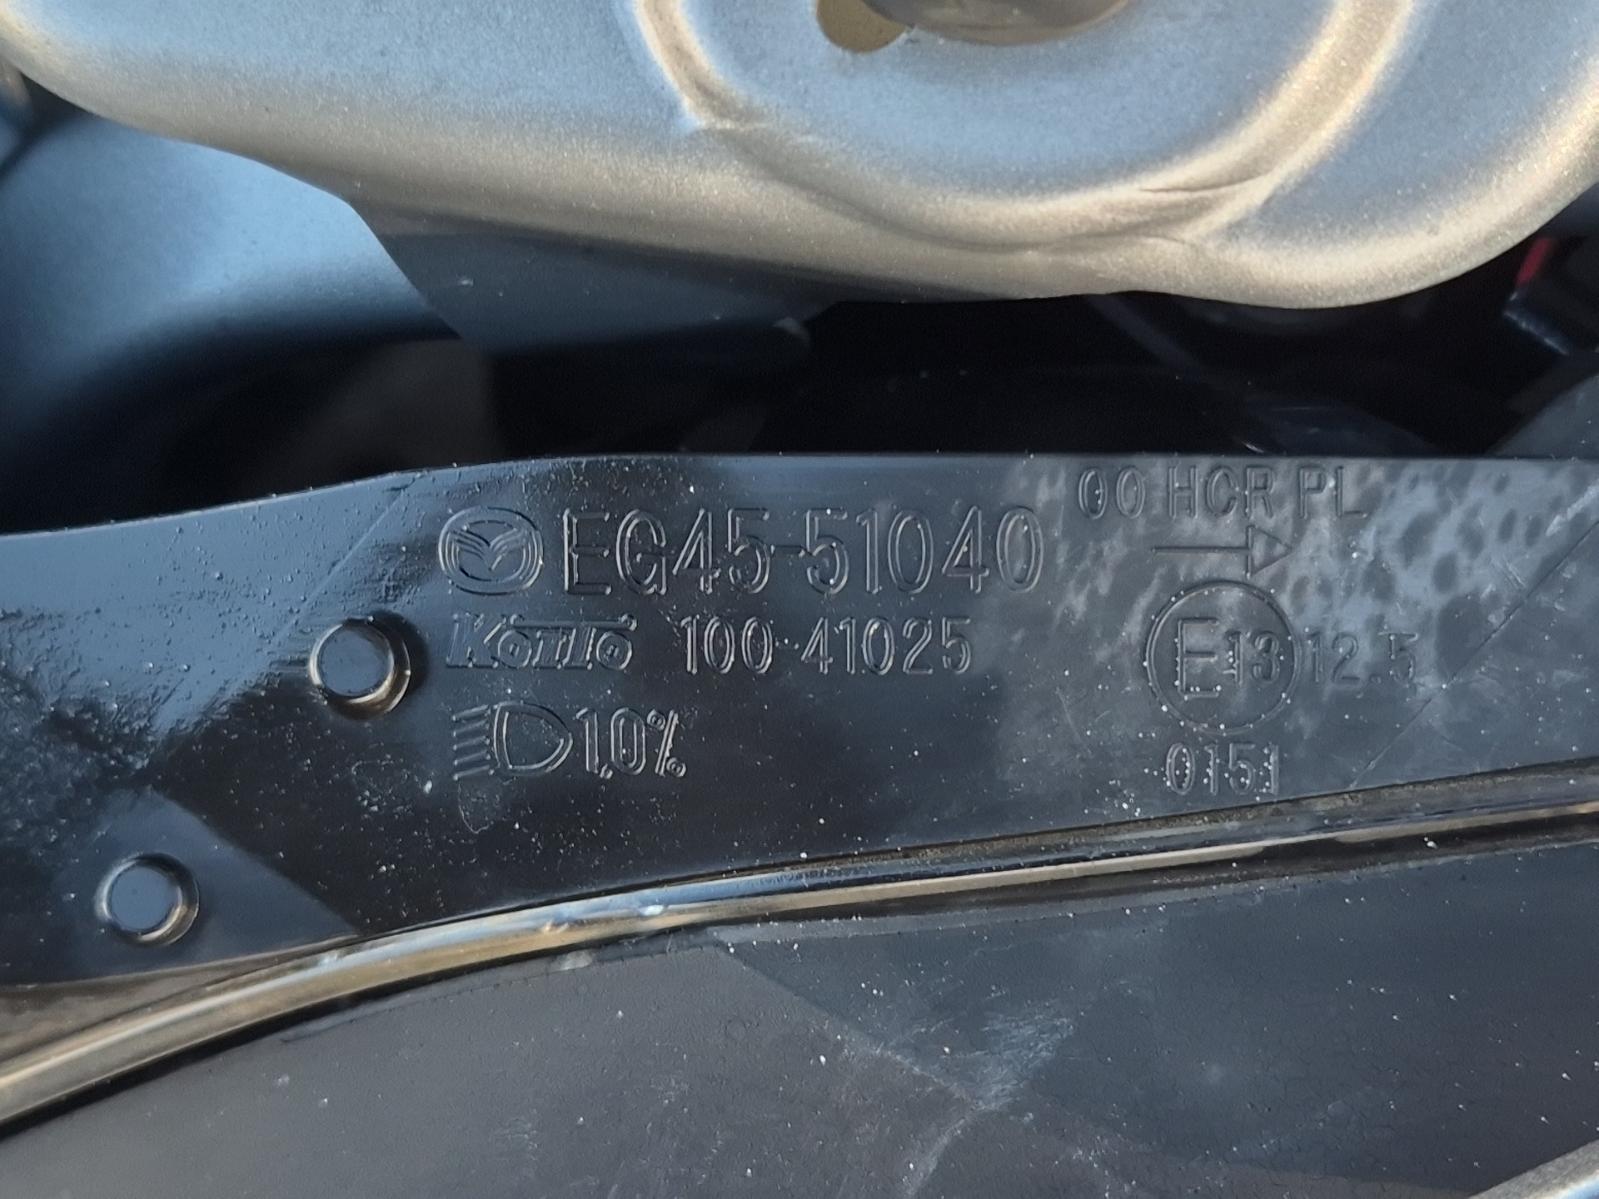 00 HCR PL
EG45-51040
KOITO 100-41025
E13 12.5
1,0%
0151